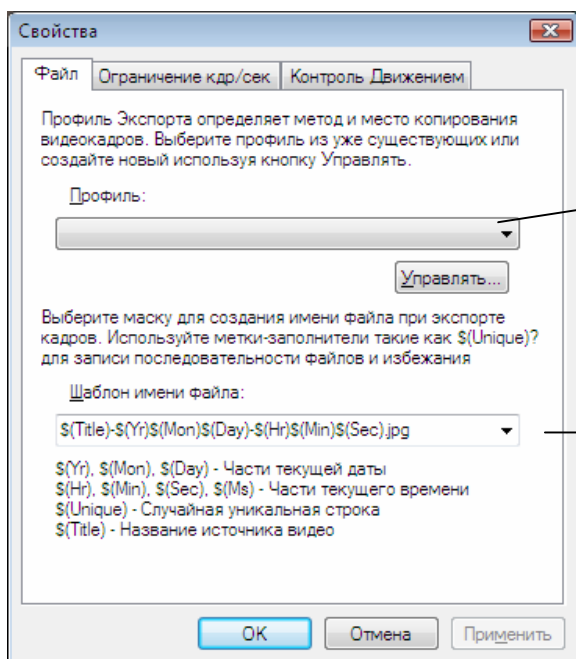 Свойства
Файл
Ограничение кдр/сек
Контроль Движением
Профиль Экспорта определяет метод и место копирования
видеокадров. Выберите профиль из уже существующих или
создайте новый используя кнопку Управлять.
Профиль:
Управлять...
Выберите маску для создания имени файла при экспорте
кадров. Используйте метки-заполнители такие как $(Unique)?
для записи последовательности файлов и избежания
Шаблон имени файла:
$(Title)-$(Yr)$(Mon)$(Day)-$(Hr)$(Min)$(Sec).jpg
$(Yr), $(Mon), $(Day) - Части текущей даты
$(Hr), $(Min), $(Sec), $(Ms) - Части текущего времени
$(Unique) - Случайная уникальная строка
$(Title) - Название источника видео
OK
Отмена
Применить